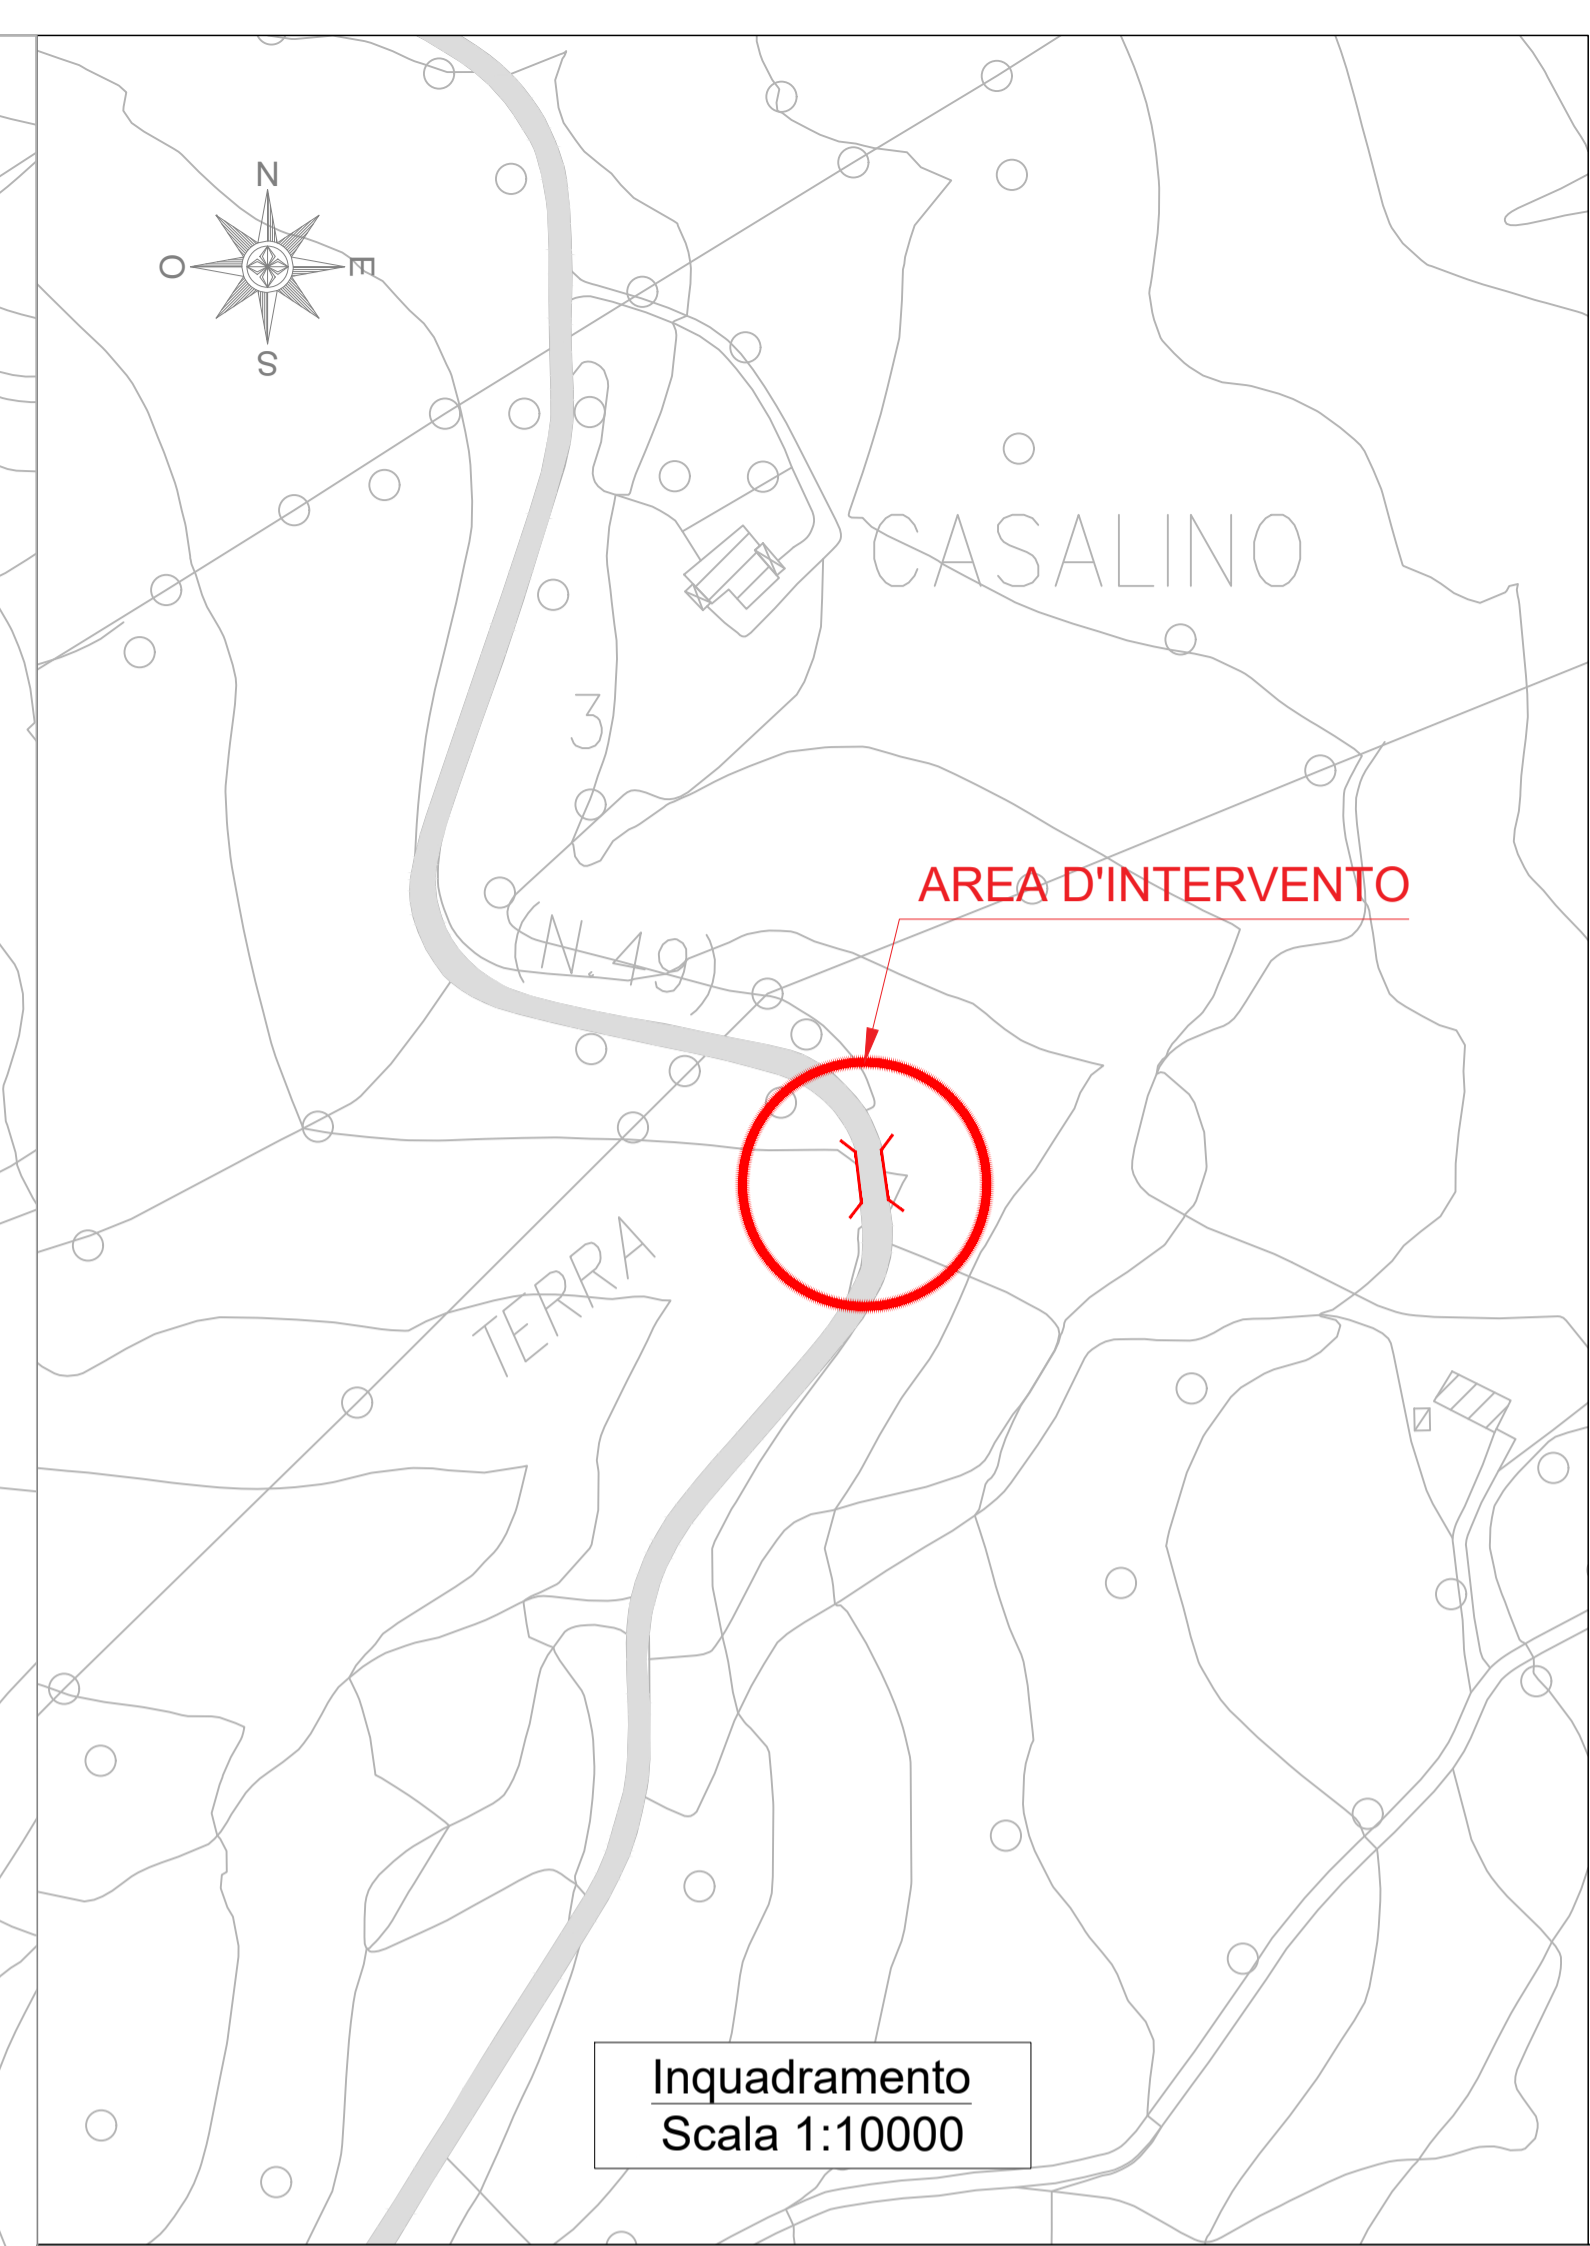 N
O
E
S
CASALINO
3
AREA D'INTERVENTO
(N.49)
TERRA
Inquadramento
Scala 1:10000